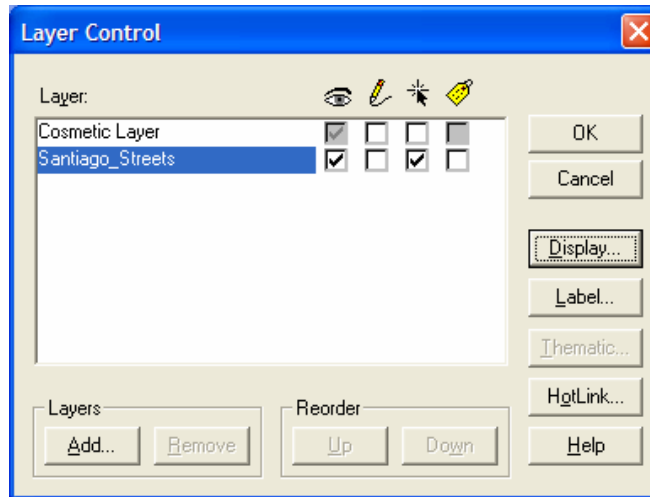 Layer Control
Layer:
Cosmetic Layer
Santiago_Streets
OK
Cancel
Display...
Label...
Thematic...
HotLink...
Help
Layers
Add...
Remove
Reorder
Up
Down